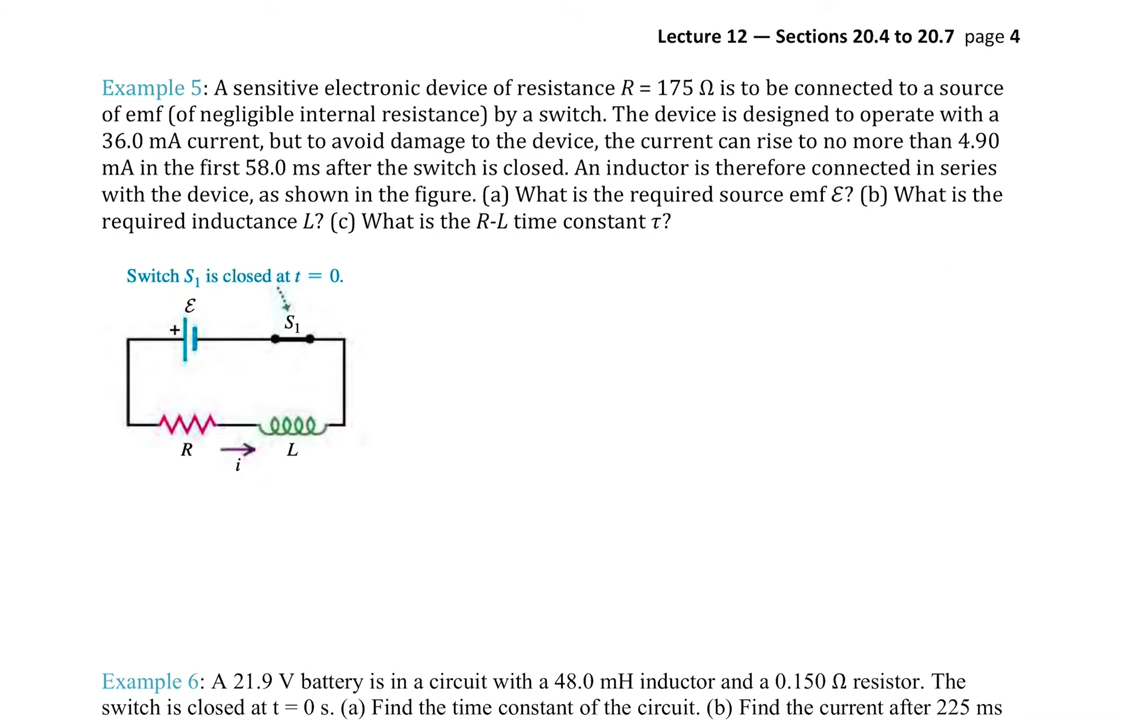 Lecture 12 — Sections 20.4 to 20.7 page 4
Example 5: A sensitive electronic device of resistance R = 175 Ω is to be connected to a source
of emf (of negligible internal resistance) by a switch. The device is designed to operate with a
36.0 mA current, but to avoid damage to the device, the current can rise to no more than 4.90
mA in the first 58.0 ms after the switch is closed. An inductor is therefore connected in series
with the device, as shown in the figure. (a) What is the required source emf ℰ? (b) What is the
required inductance L? (c) What is the R-L time constant τ?
Switch S₁ is closed at t = 0.
ℰ
+
S₁
R
L
i
Example 6: A 21.9 V battery is in a circuit with a 48.0 mH inductor and a 0.150 Ω resistor. The
switch is closed at t = 0 s. (a) Find the time constant of the circuit. (b) Find the current after 225 ms